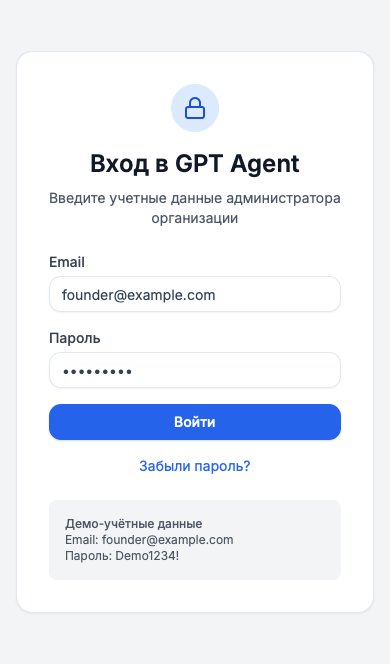 Вход в GPT Agent
Введите учетные данные администратора
организации
Email
founder@example.com
Пароль
•••••••••
Войти
Забыли пароль?
Демо-учётные данные
Email: founder@example.com
Пароль: Demo1234!